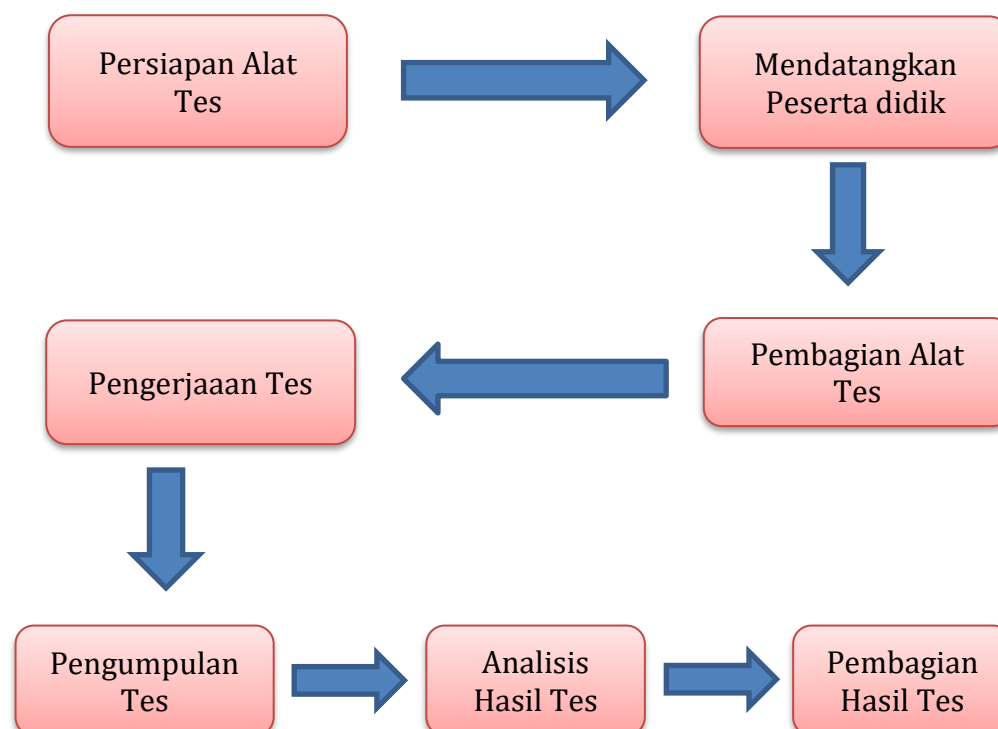 Persiapan Alat
Tes
Mendatangkan
Peserta didik
Pembagian Alat
Tes
Pengerjaaan Tes
Pengumpulan
Tes
Analisis
Hasil Tes
Pembagian
Hasil Tes